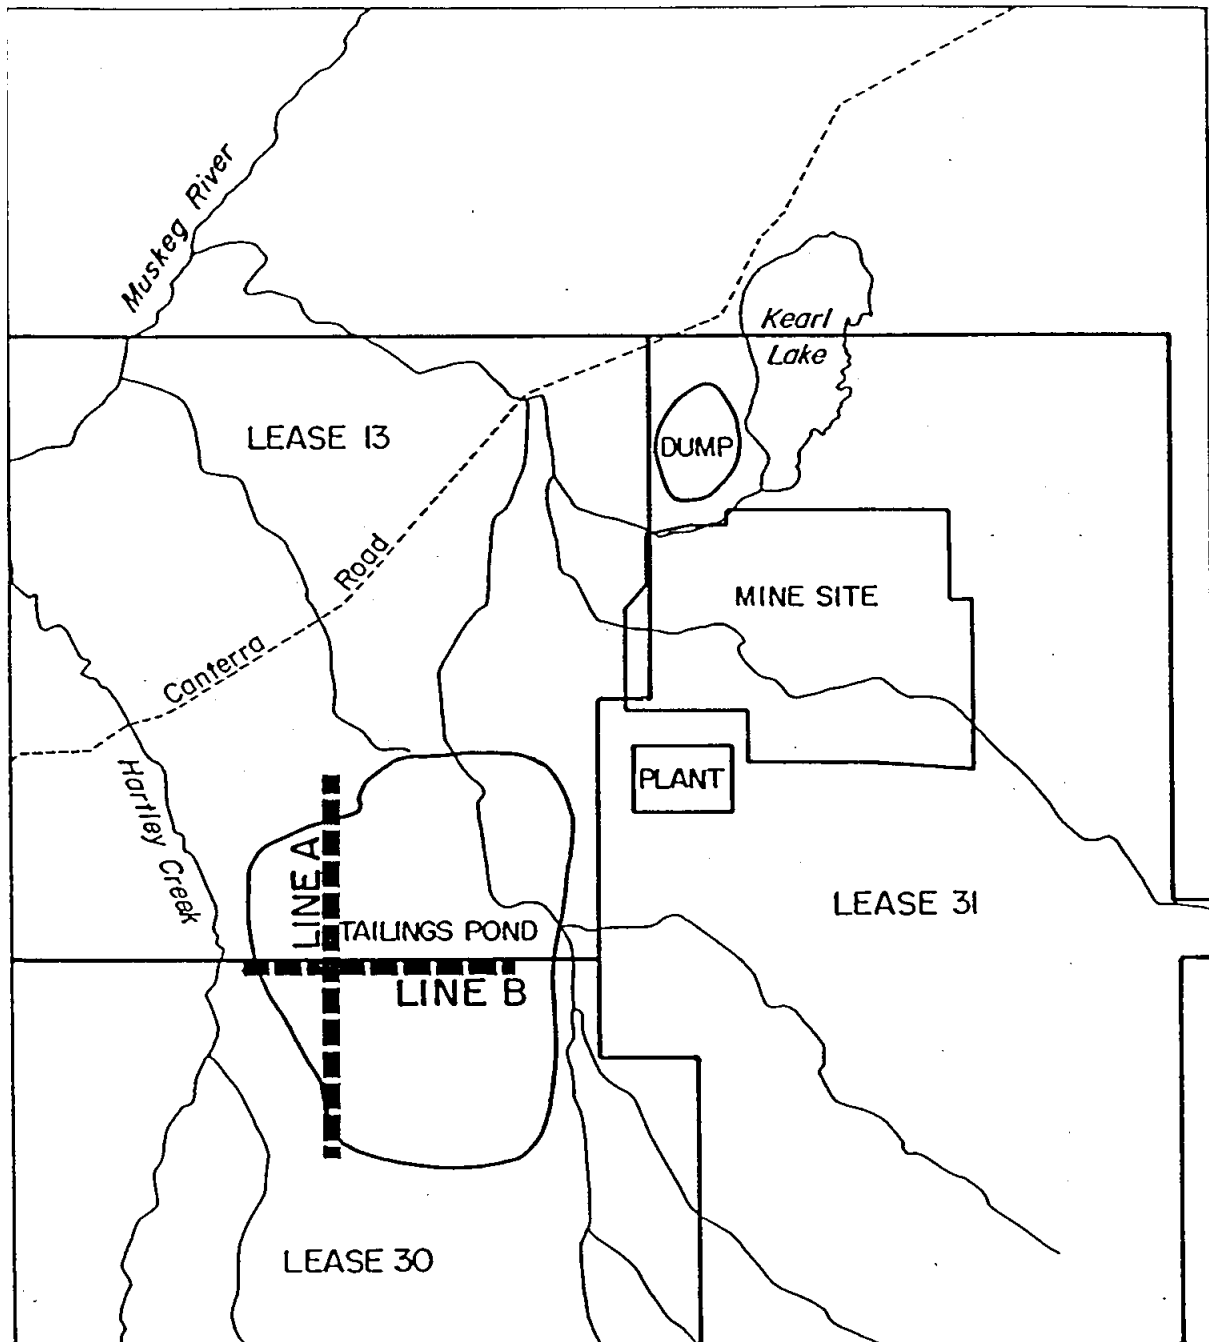 Muskeg River
Kearl
Lake
LEASE 13
DUMP
Road
MINE SITE
Canterra
PLANT
Hartley Creek
LINE A
LEASE 31
TAILINGS POND
LINE B
LEASE 30